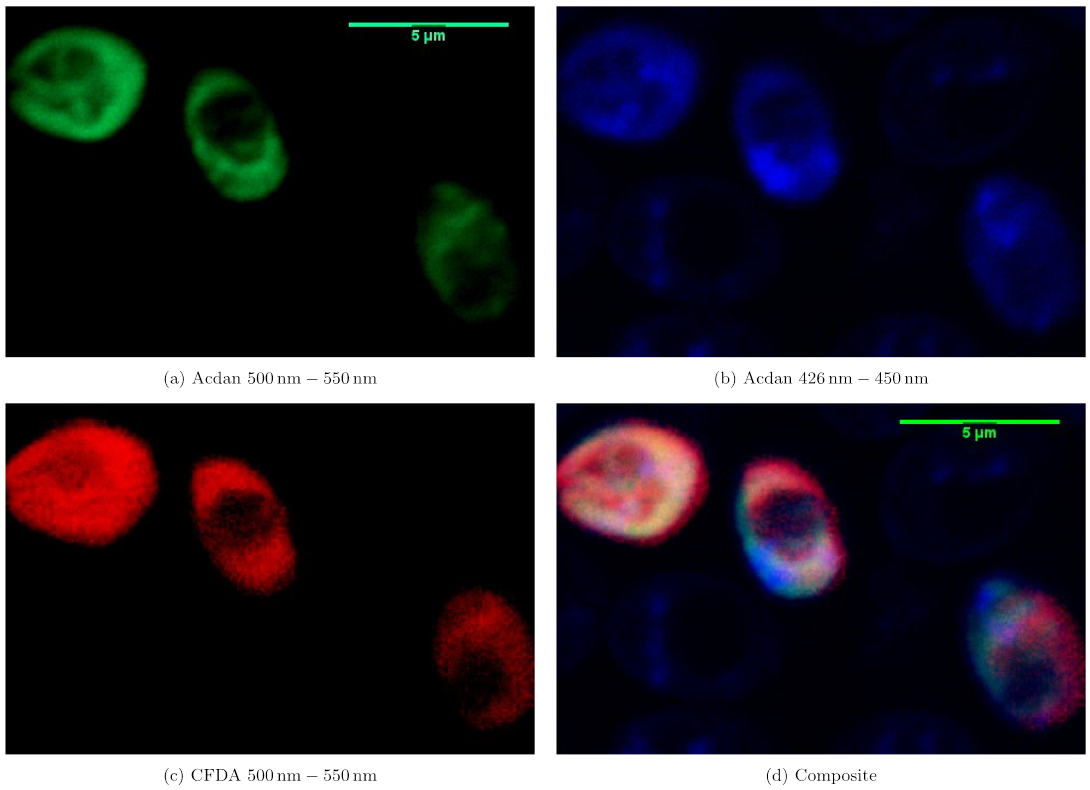 5 µm
(a) Acdan 500 nm – 550 nm
(b) Acdan 426 nm – 450 nm
5 µm
(c) CFDA 500 nm – 550 nm
(d) Composite